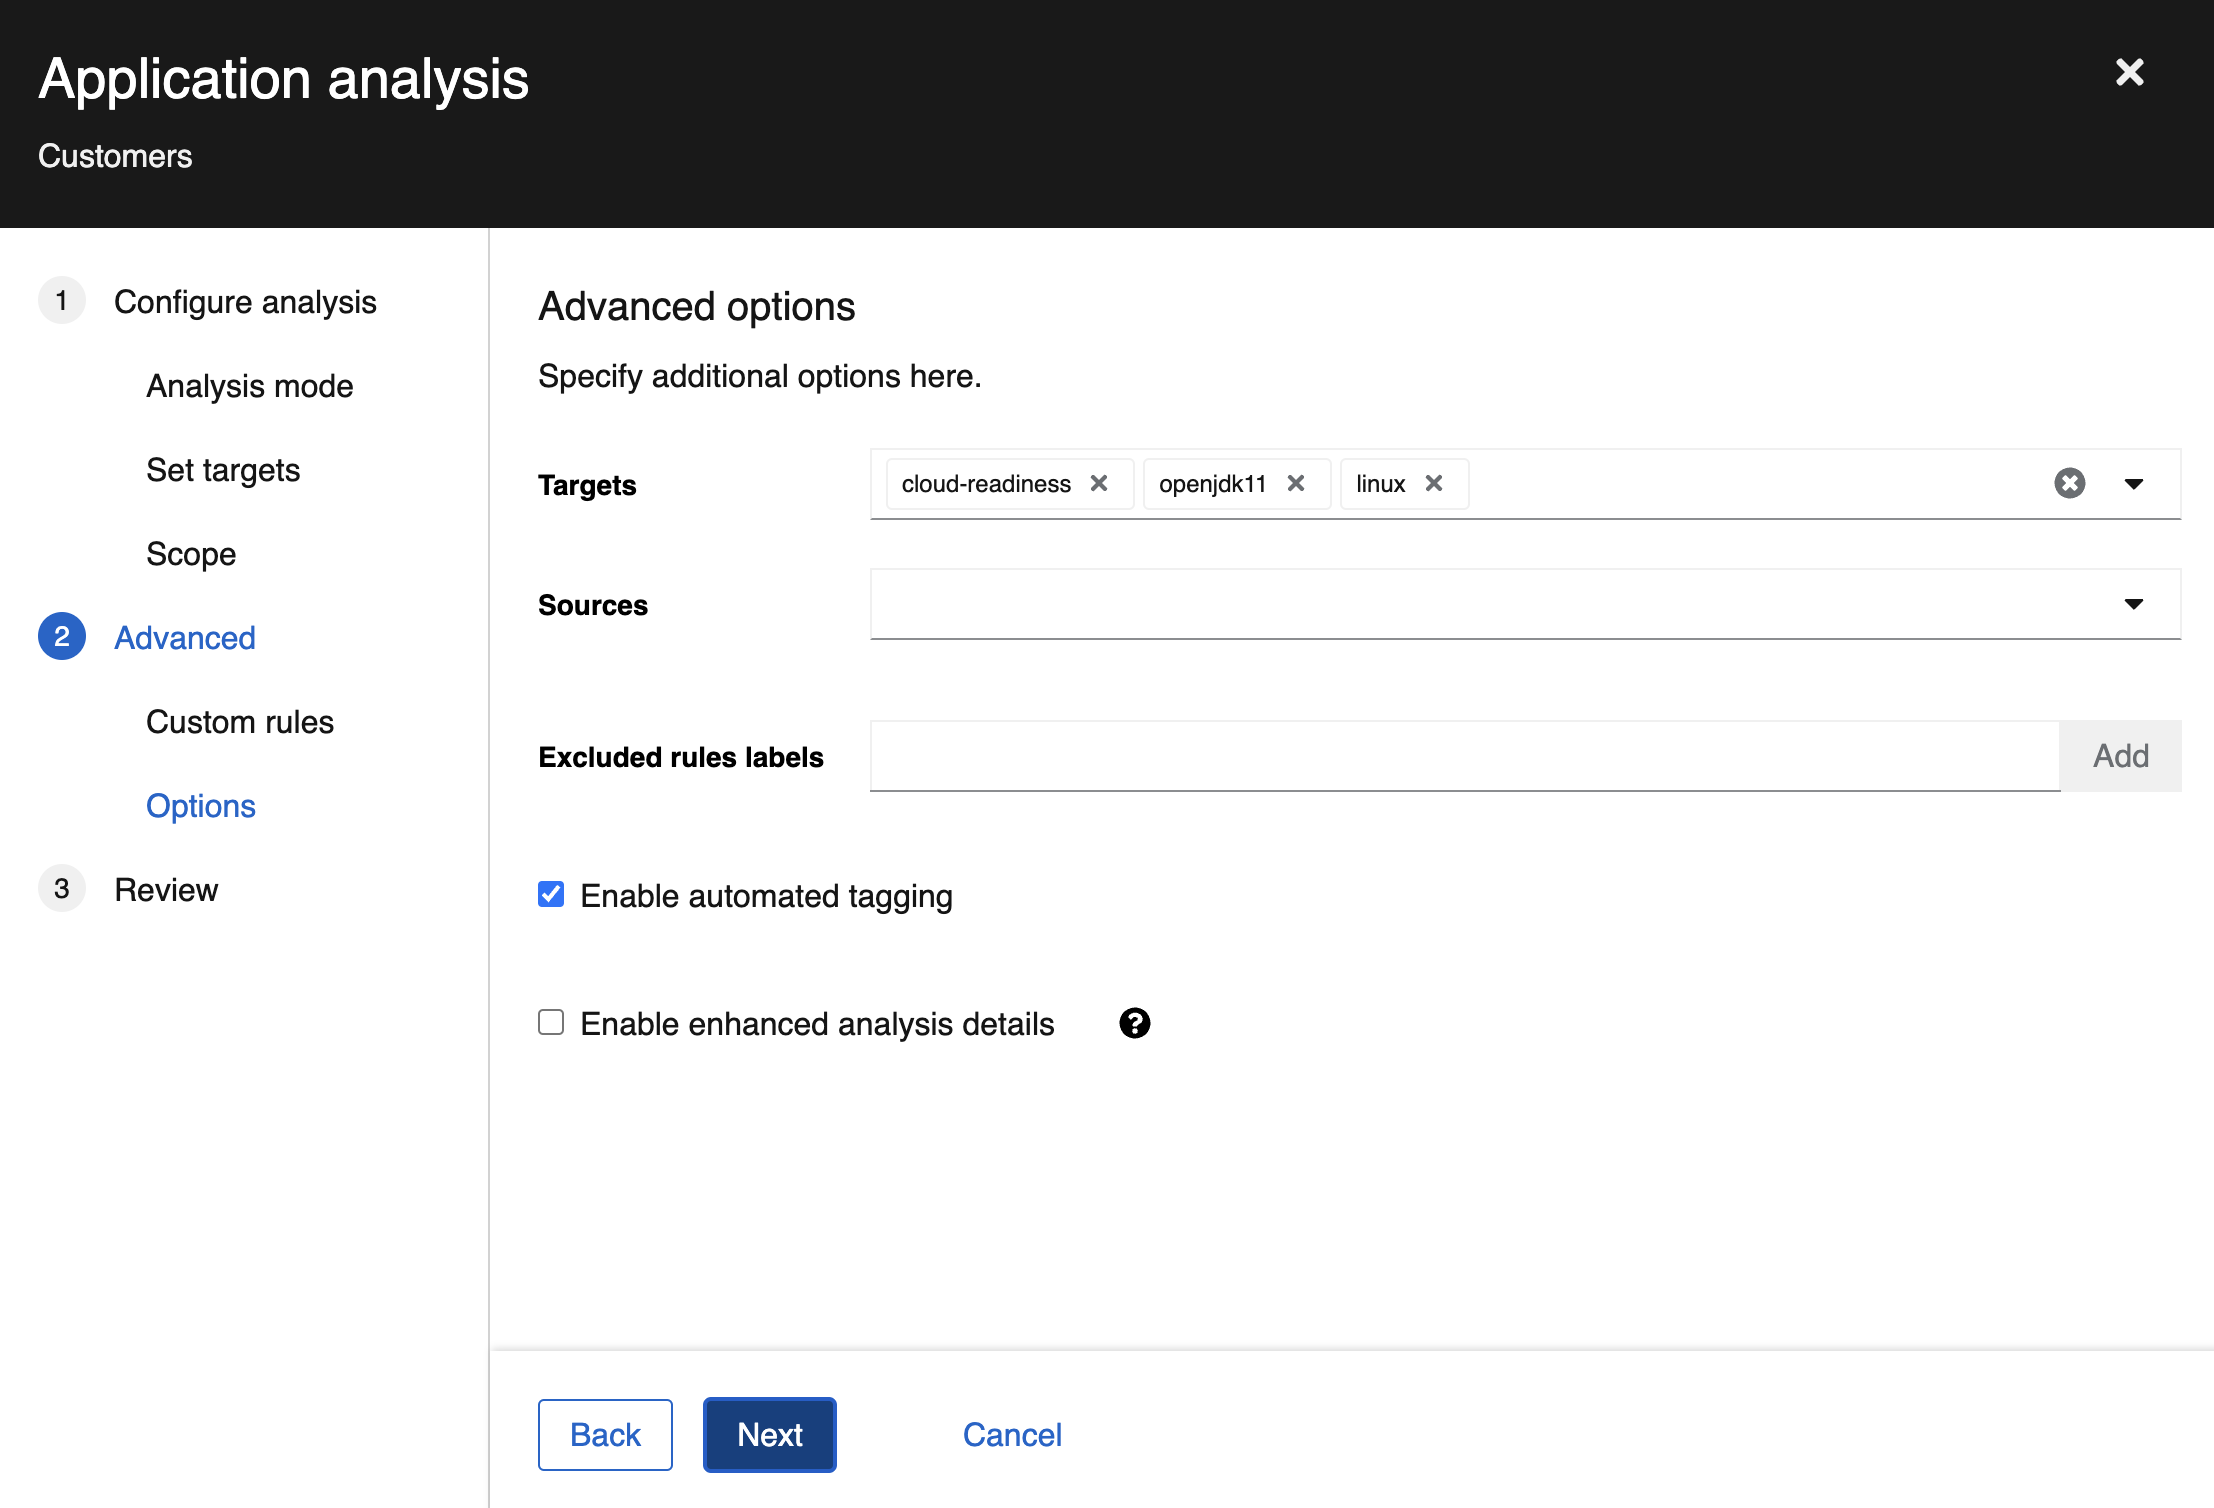 Application analysis
Customers
1 Configure analysis
Analysis mode
Set targets
Scope
2 Advanced
Custom rules
Options
3 Review
Advanced options
Specify additional options here.
Targets cloud-readiness openjdk11 linux
Sources
Excluded rules labels Add
Enable automated tagging
Enable enhanced analysis details
Back Next Cancel